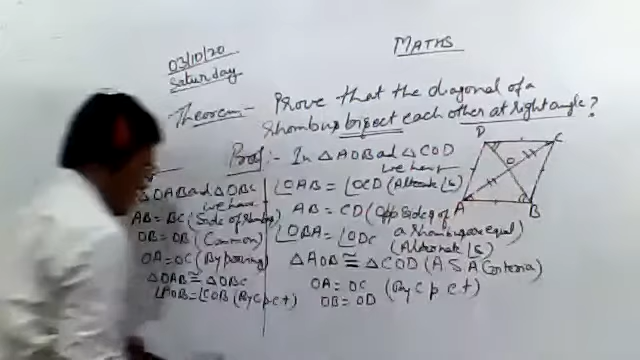 03/10/20
Saturday
MATHS
Theorem:- Prove that the diagonal of a
rhombus bisect each other at right angle?
Proof:- In △AOB ad △COD
we have
∠OAB = ∠OCD (Alternate ∠s)
AB = CD (Opp sides of
a rhombus are equal)
∠OBA = ∠ODC
(Alternate ∠s)
△AOB ≅ △COD (A S A Criteria)
OA = OC (By C p c t)
OB = OD
△OAB ad △OBC
we have
AB = BC (Side of rhombus)
OB = OB (Common)
OA = OC (By proving)
△OAB ≅ △OBC
∠AOB = ∠COB (By C p c t)
D C
O
A B